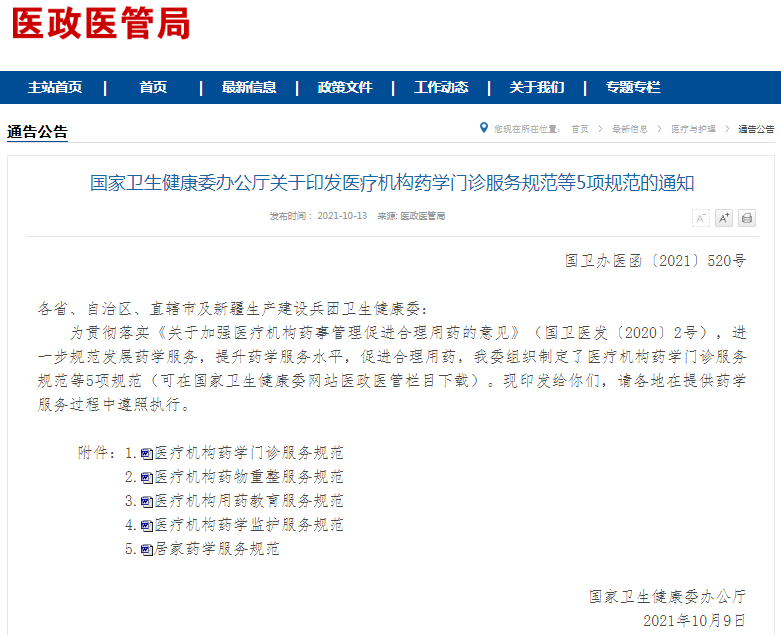 医政医管局
主站首页 | 首页 | 最新信息 | 政策文件 | 工作动态 | 关于我们 | 专题专栏
通告公告
您现在所在位置： 首页 > 最新信息 > 医疗与护理 > 通告公告
国家卫生健康委办公厅关于印发医疗机构药学门诊服务规范等5项规范的通知
发布时间： 2021-10-13 来源: 医政医管局
A- A+
国卫办医函〔2021〕520号
各省、自治区、直辖市及新疆生产建设兵团卫生健康委：
为贯彻落实《关于加强医疗机构药事管理促进合理用药的意见》（国卫医发〔2020〕2号），进
一步规范发展药学服务，提升药学服务水平，促进合理用药，我委组织制定了医疗机构药学门诊服务
规范等5项规范（可在国家卫生健康委网站医政医管栏目下载）。现印发给你们，请各地在提供药学
服务过程中遵照执行。
附件：1.医疗机构药学门诊服务规范
2.医疗机构药物重整服务规范
3.医疗机构用药教育服务规范
4.医疗机构药学监护服务规范
5.居家药学服务规范
国家卫生健康委办公厅
2021年10月9日